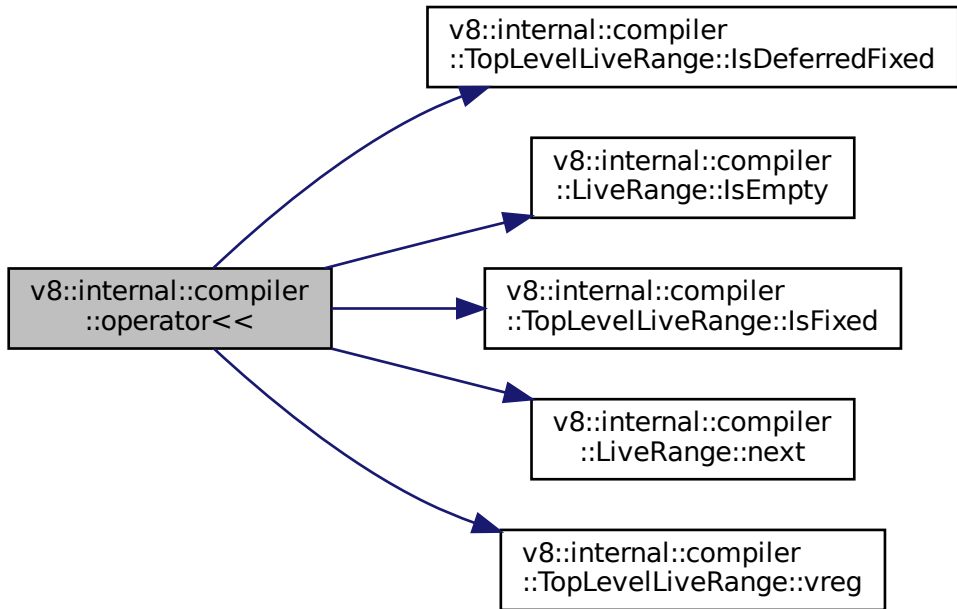 v8::internal::compiler
::TopLevelLiveRange::IsDeferredFixed
v8::internal::compiler
::LiveRange::IsEmpty
v8::internal::compiler
::operator<<
v8::internal::compiler
::TopLevelLiveRange::IsFixed
v8::internal::compiler
::LiveRange::next
v8::internal::compiler
::TopLevelLiveRange::vreg